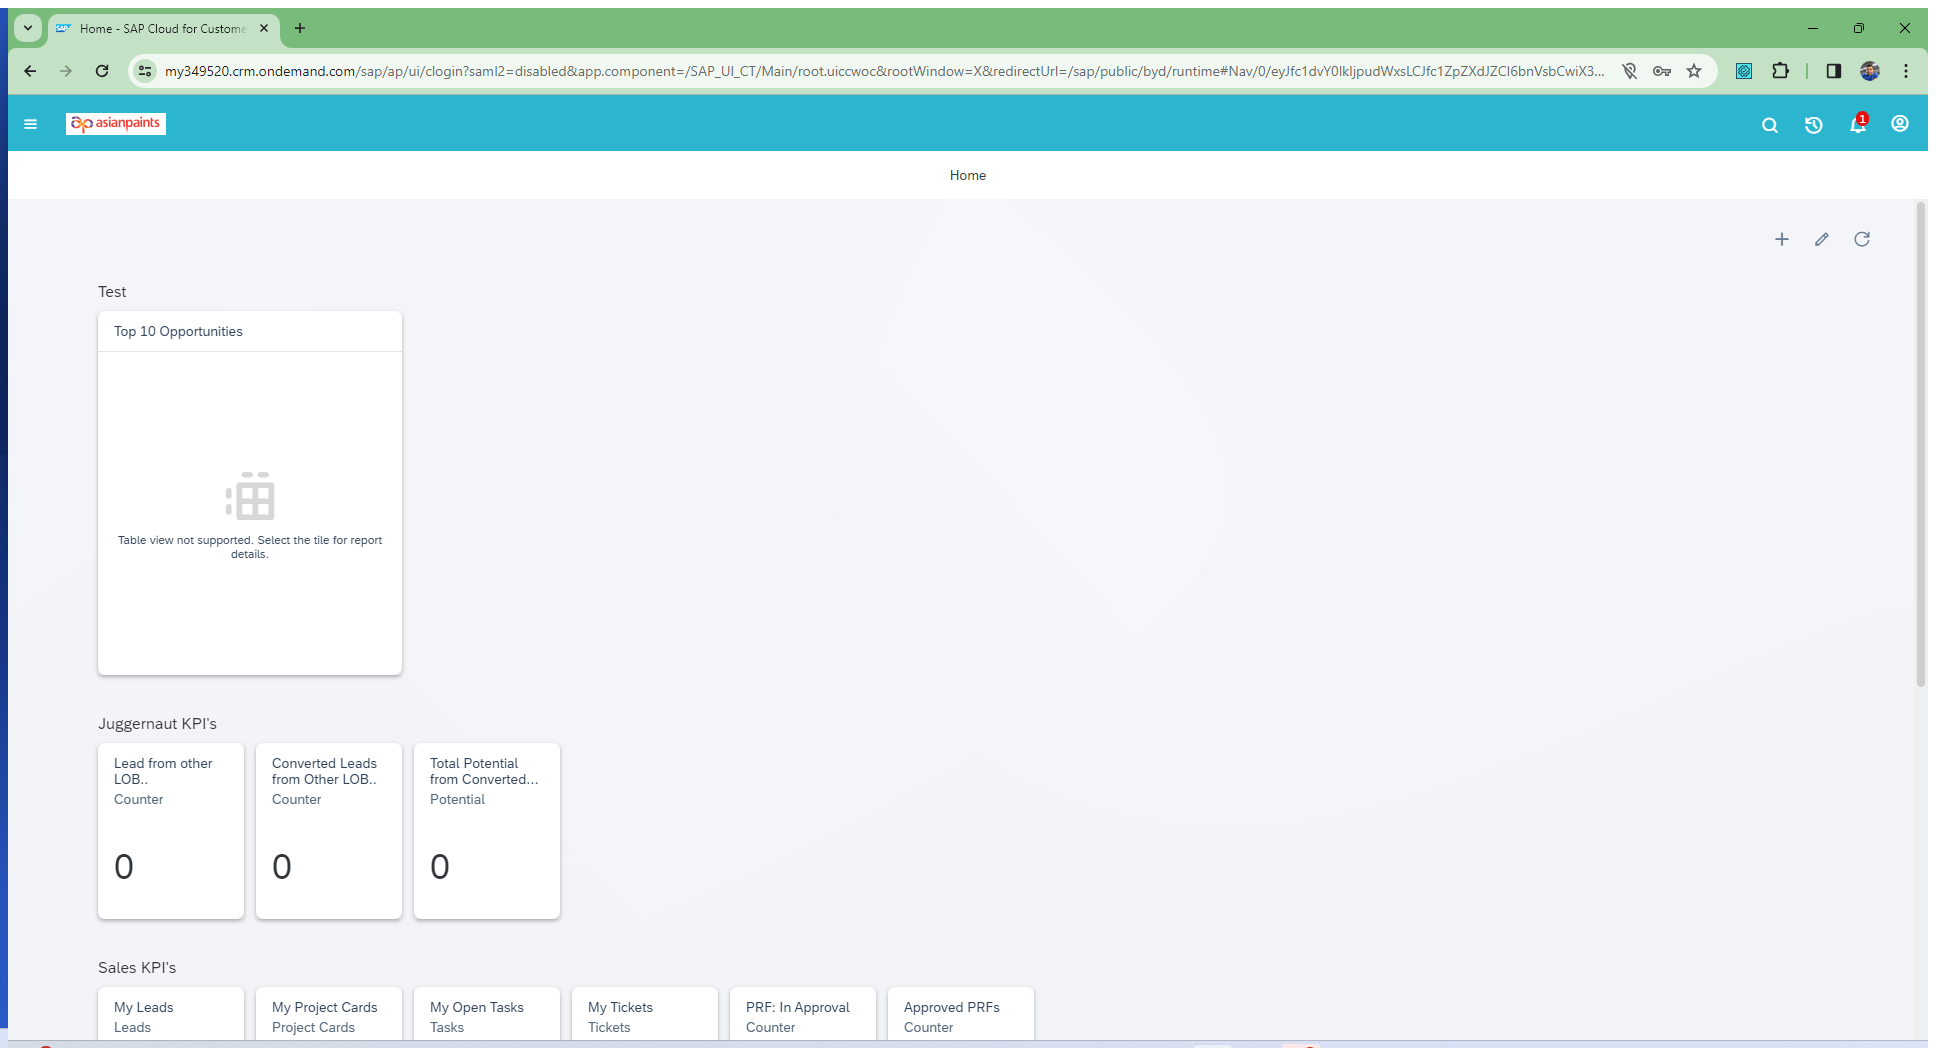 Home - SAP Cloud for Custome
my349520.crm.ondemand.com/sap/ap/ui/clogin?saml2=disabled&app.component=/SAP_UI_CT/Main/root.uiccwoc&rootWindow=X&redirectUrl=/sap/public/byd/runtime#Nav/0/eyJfc1dvY0lkIjpudWxsLCJfc1ZpZXdJZCI6bnVsbCwiX3...
asianpaints
1
Home
Test
Top 10 Opportunities
Table view not supported. Select the tile for report
details.
Juggernaut KPI's
Lead from other
LOB..
Counter
0
Converted Leads
from Other LOB..
Counter
0
Total Potential
from Converted...
Potential
0
Sales KPI's
My Leads
Leads
My Project Cards
Project Cards
My Open Tasks
Tasks
My Tickets
Tickets
PRF: In Approval
Counter
Approved PRFs
Counter